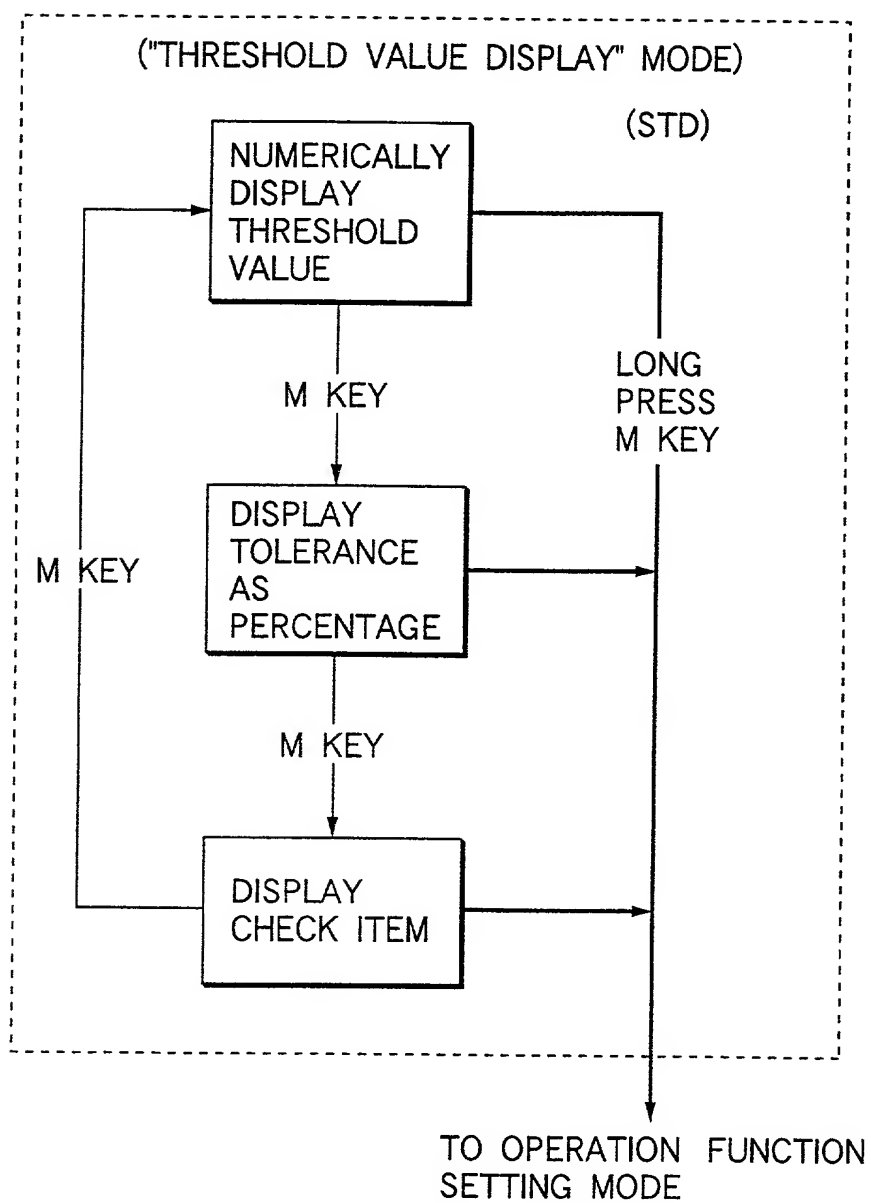 ("THRESHOLD VALUE DISPLAY" MODE)
(STD)
NUMERICALLY
DISPLAY
THRESHOLD
VALUE
M KEY
LONG
PRESS
M KEY
DISPLAY
TOLERANCE
AS
PERCENTAGE
M KEY
M KEY
DISPLAY
CHECK ITEM
TO OPERATION FUNCTION
SETTING MODE